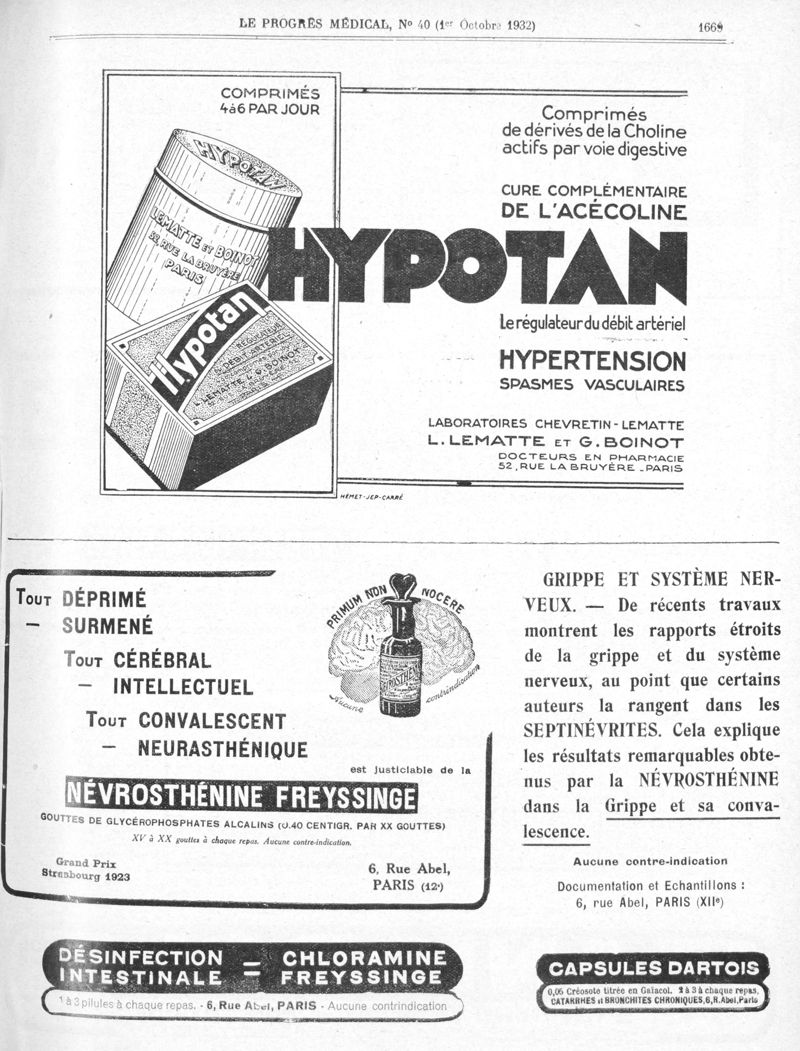 LE PROGRÈS MÉDICAL, No 40 (1er Octobre 1932)
1669
COMPRIMÉS
4à6 PAR JOUR
HYPOTAN
LEMATTE ET BOINOT
52, RUE LA BRUYÈRE
PARIS
Hypotan
RÉGULATEUR
DU DÉBIT ARTÉRIEL
L. LEMATTE & G. BOINOT
Comprimés
de dérivés de la Choline
actifs par voie digestive
CURE COMPLÉMENTAIRE
DE L'ACÉCOLINE
HYPOTAN
Le régulateur du débit artériel
HYPERTENSION
SPASMES VASCULAIRES
LABORATOIRES CHEVRETIN - LEMATTE
L. LEMATTE ET G. BOINOT
DOCTEURS EN PHARMACIE
52, RUE LA BRUYÈRE - PARIS
HÉMET-JEP-CARRÉ
TOUT DÉPRIMÉ
— SURMENÉ
TOUT CÉRÉBRAL
— INTELLECTUEL
TOUT CONVALESCENT
— NEURASTHÉNIQUE
PRIMUM NON NOCERE
Aucune contrindication
est justiciable de la
NÉVROSTHÉNINE FREYSSINGE
GOUTTES DE GLYCÉROPHOSPHATES ALCALINS (0.40 CENTIGR. PAR XX GOUTTES)
XV à XX gouttes à chaque repas. Aucune contre-indication.
Grand Prix
Strasbourg 1923
6, Rue Abel,
PARIS (12e)
GRIPPE ET SYSTÈME NER-
VEUX. — De récents travaux
montrent les rapports étroits
de la grippe et du système
nerveux, au point que certains
auteurs la rangent dans les
SEPTINÉVRITES. Cela explique
les résultats remarquables obte-
nus par la NÉVROSTHÉNINE
dans la Grippe et sa conva-
lescence.
Aucune contre-indication
Documentation et Echantillons :
6, rue Abel, PARIS (XIIe)
DÉSINFECTION = CHLORAMINE
INTESTINALE = FREYSSINGE
1 à 3 pilules à chaque repas. - 6, Rue Abel, PARIS - Aucune contrindication
CAPSULES DARTOIS
0,05 Créosote titrée en Gaïacol. 2 à 3 à chaque repas.
CATARRHES et BRONCHITES CHRONIQUES, 6, R. Abel, Paris